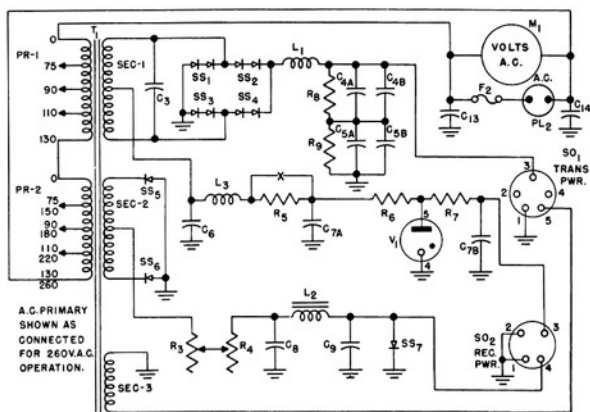 T1
M1
0
PR-1
75
90
110
130
SEC-1
C3
SS1
SS2
SS3
SS4
L1
R8
C4A
C4B
R9
C5A
C5B
VOLTS
A.C.
F2
A.C.
PL2
C13
C14
SO1
TRANS
PWR.
3
2
4
1
5
0
PR-2
75
150
90
180
110
220
130
260
SEC-2
SS5
SS6
L3
X
R5
C6
C7A
R6
R7
5
V1
4
C7B
A.C. PRIMARY
SHOWN AS
CONNECTED
FOR 260V. A.C.
OPERATION.
R3
R4
L2
C8
C9
SS7
SO2
REC.
PWR.
2
3
1
4
SEC-3